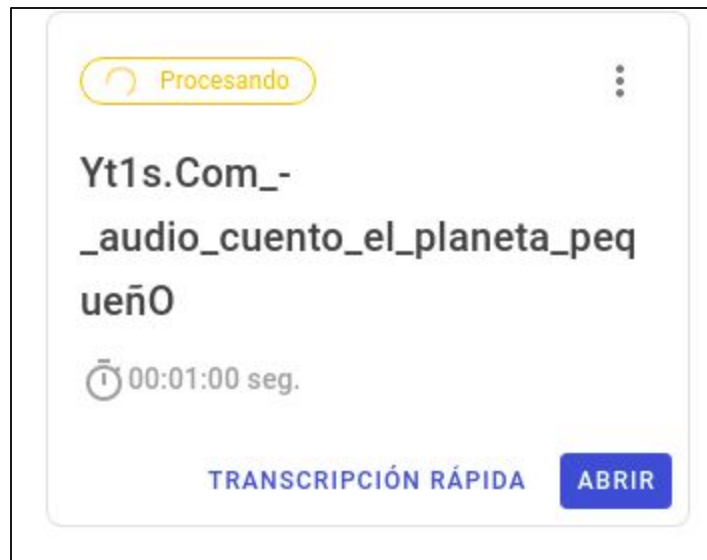 Procesando
Yt1s.Com_-
_audio_cuento_el_planeta_peq
ueñO
00:01:00 seg.
TRANSCRIPCIÓN RÁPIDA ABRIR